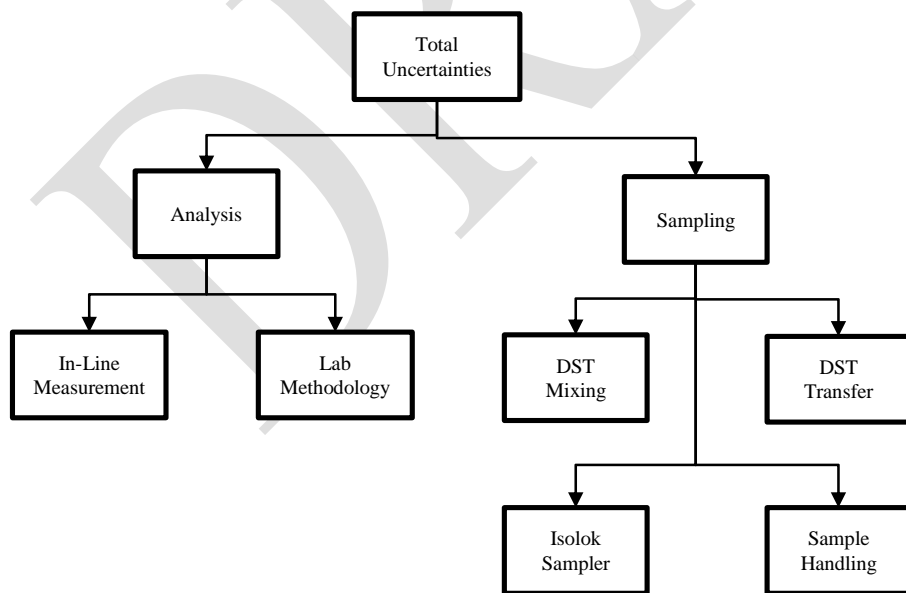 Total
Uncertainties
Analysis
Sampling
In-Line
Measurement
Lab
Methodology
DST
Mixing
DST
Transfer
Isolok
Sampler
Sample
Handling